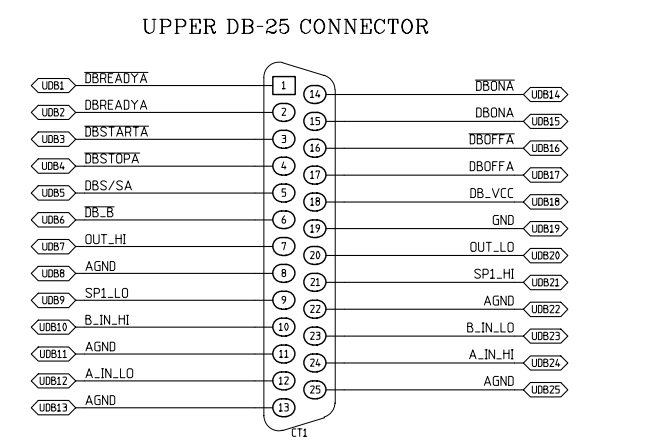 UPPER DB-25 CONNECTOR
UDB1 DBREADYA 1
14 DBONA UDB14
UDB2 DBREADYA 2
15 DBONA UDB15
UDB3 DBSTARTA 3
16 DBOFFA UDB16
UDB4 DBSTOPA 4
17 DBOFFA UDB17
UDB5 DBS/SA 5
18 DB_VCC UDB18
UDB6 DB_B 6
19 GND UDB19
UDB7 OUT_HI 7
20 OUT_LO UDB20
UDB8 AGND 8
21 SP1_HI UDB21
UDB9 SP1_LO 9
22 AGND UDB22
UDB10 B_IN_HI 10
23 B_IN_LO UDB23
UDB11 AGND 11
24 A_IN_HI UDB24
UDB12 A_IN_LO 12
25 AGND UDB25
UDB13 AGND 13
CT1